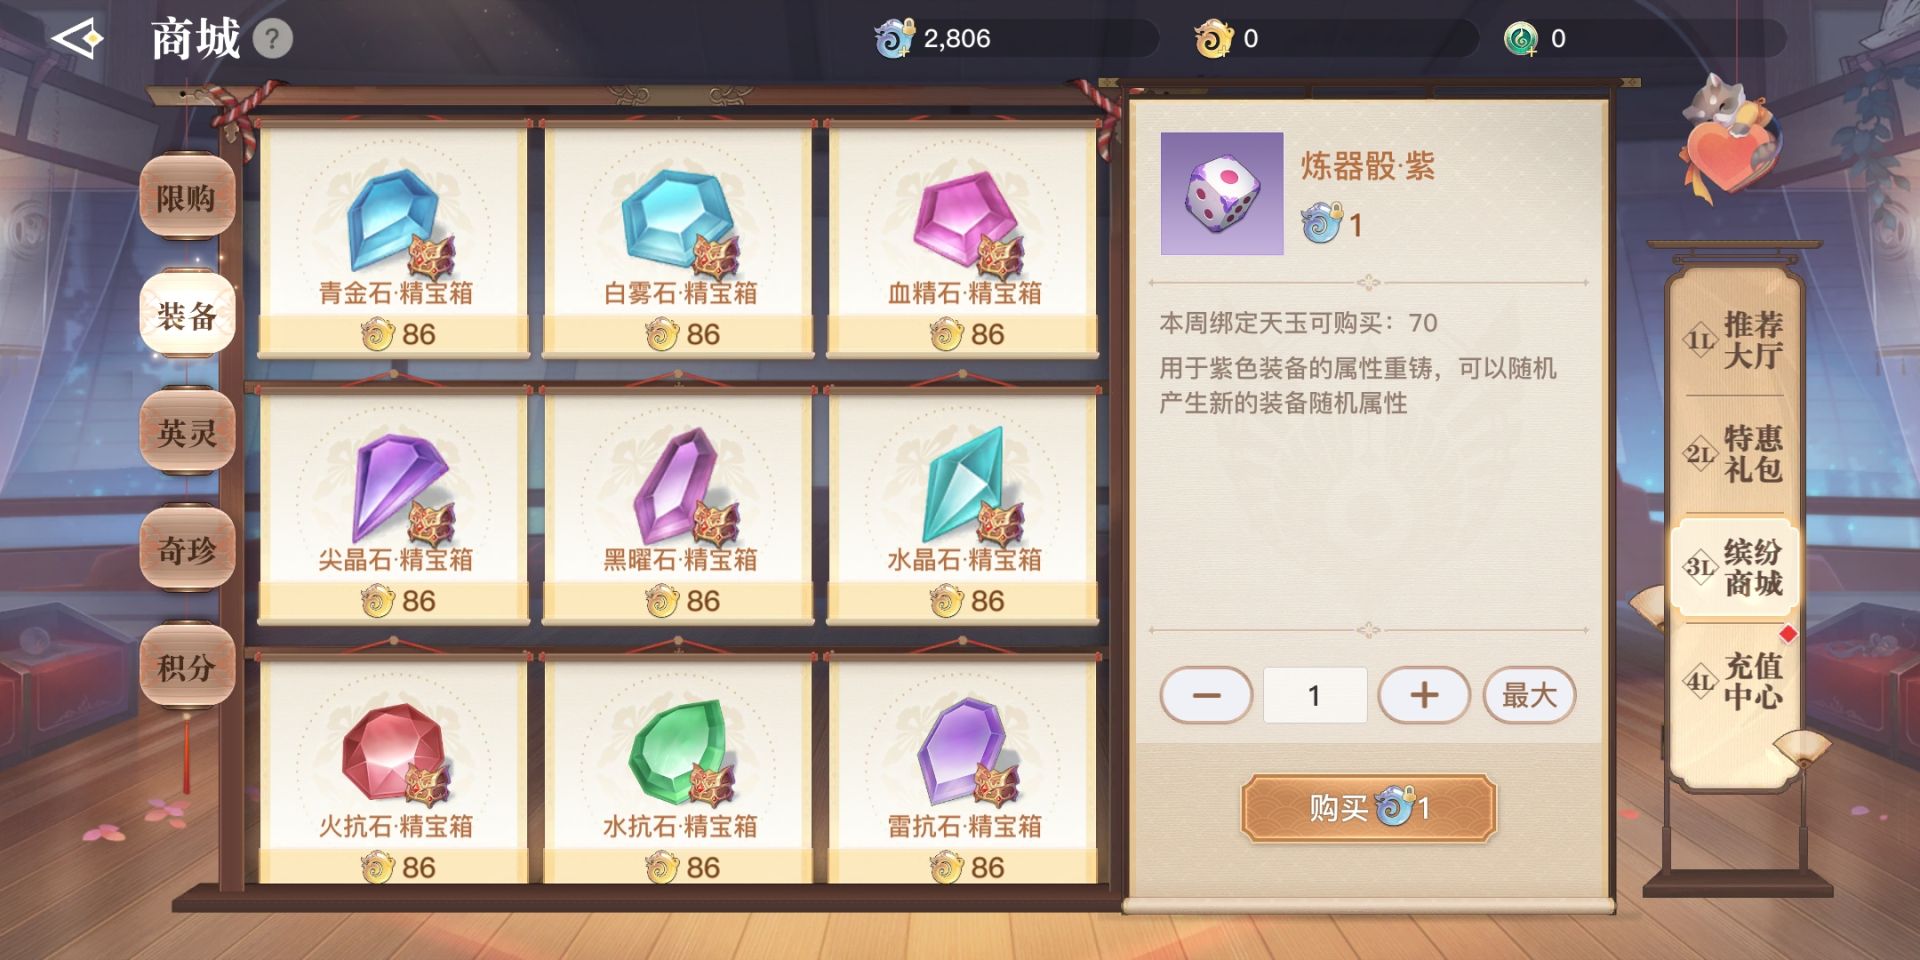 商城 ?
2,806
0
0
限购
装备
英灵
奇珍
积分
青金石·精宝箱
86
白雾石·精宝箱
86
血精石·精宝箱
86
尖晶石·精宝箱
86
黑曜石·精宝箱
86
水晶石·精宝箱
86
火抗石·精宝箱
86
水抗石·精宝箱
86
雷抗石·精宝箱
86
炼器骰·紫
1
本周绑定天玉可购买：70
用于紫色装备的属性重铸，可以随机
产生新的装备随机属性
1
最大
购买 1
1L 推荐
大厅
2L 特惠
礼包
3L 缤纷
商城
4L 充值
中心